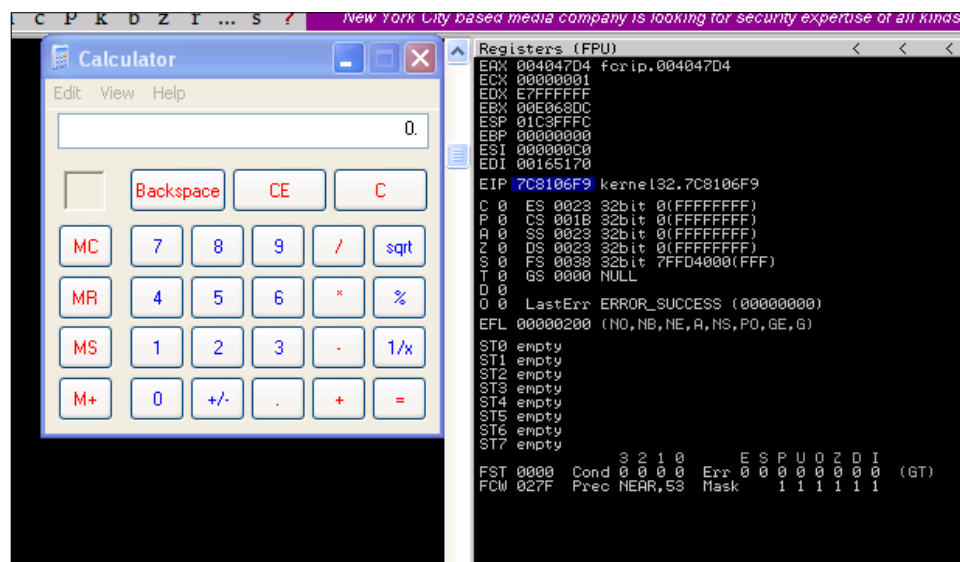 l c P k b z r ... s ?
New York City based media company is looking for security expertise of all kinds
Calculator
Edit View Help
0.
Backspace CE C
MC 7 8 9 / sqrt
MR 4 5 6 * %
MS 1 2 3 - 1/x
M+ 0 +/- . + =
Registers (FPU) < < <
EAX 004047D4 fcrip.004047D4
ECX 00000001
EDX E7FFFFFF
EBX 00E068DC
ESP 01C3FFFC
EBP 00000000
ESI 000000C0
EDI 00165170
EIP 7C8106F9 kernel32.7C8106F9
C 0 ES 0023 32bit 0(FFFFFFFF)
P 0 CS 001B 32bit 0(FFFFFFFF)
A 0 SS 0023 32bit 0(FFFFFFFF)
Z 0 DS 0023 32bit 0(FFFFFFFF)
S 0 FS 0038 32bit 7FFD4000(FFF)
T 0 GS 0000 NULL
D 0
O 0 LastErr ERROR_SUCCESS (00000000)
EFL 00000200 (NO,NB,NE,A,NS,PO,GE,G)
ST0 empty
ST1 empty
ST2 empty
ST3 empty
ST4 empty
ST5 empty
ST6 empty
ST7 empty
3 2 1 0 E S P U O Z D I
FST 0000 Cond 0 0 0 0 Err 0 0 0 0 0 0 0 0 (GT)
FCW 027F Prec NEAR,53 Mask 1 1 1 1 1 1